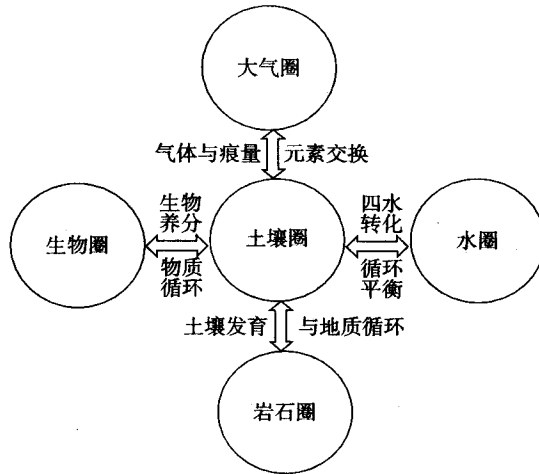 大气圈
气体与痕量 元素交换
生物
养分
四水
转化
生物圈
土壤圈
水圈
物质
循环
循环
平衡
土壤发育 与地质循环
岩石圈